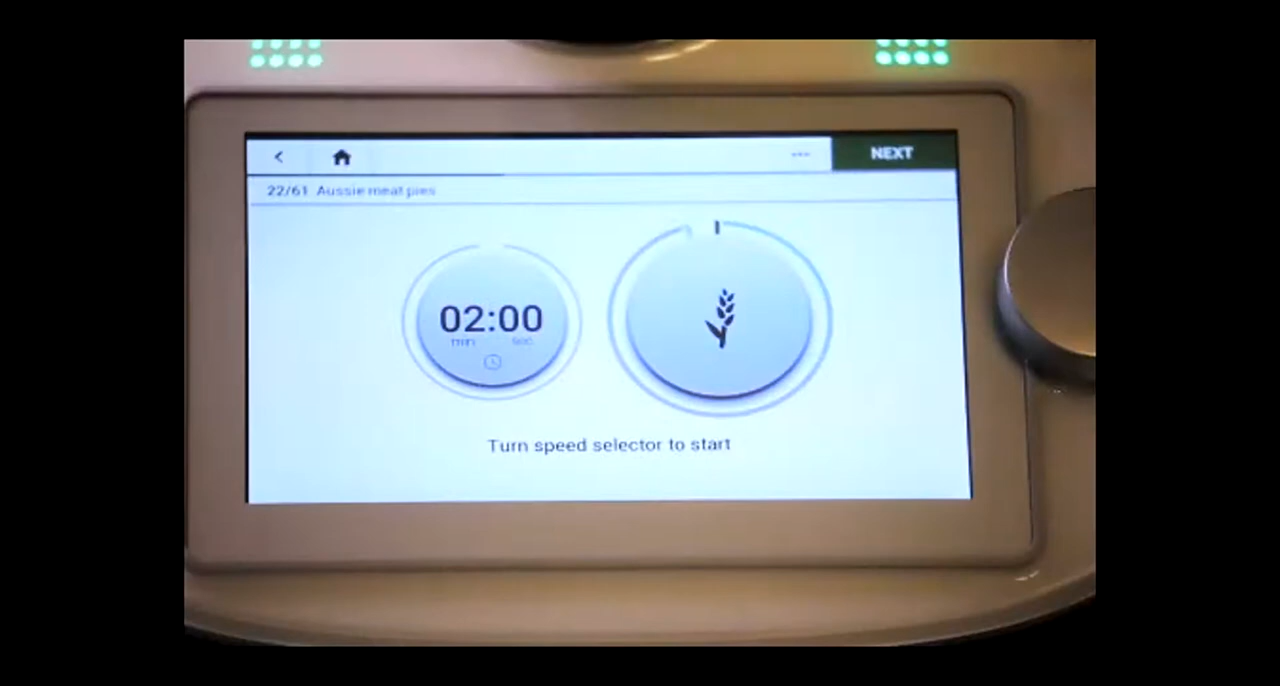 NEXT
22/61 Aussie meat pies
02:00
min sec
Turn speed selector to start